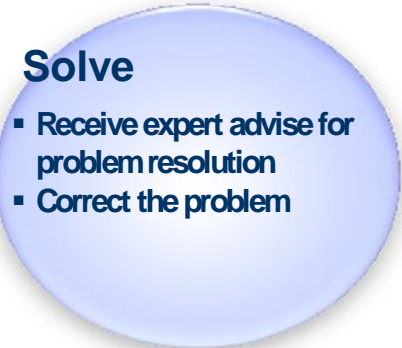 Solve
▪ Receive expert advise for
problem resolution
▪ Correct the problem